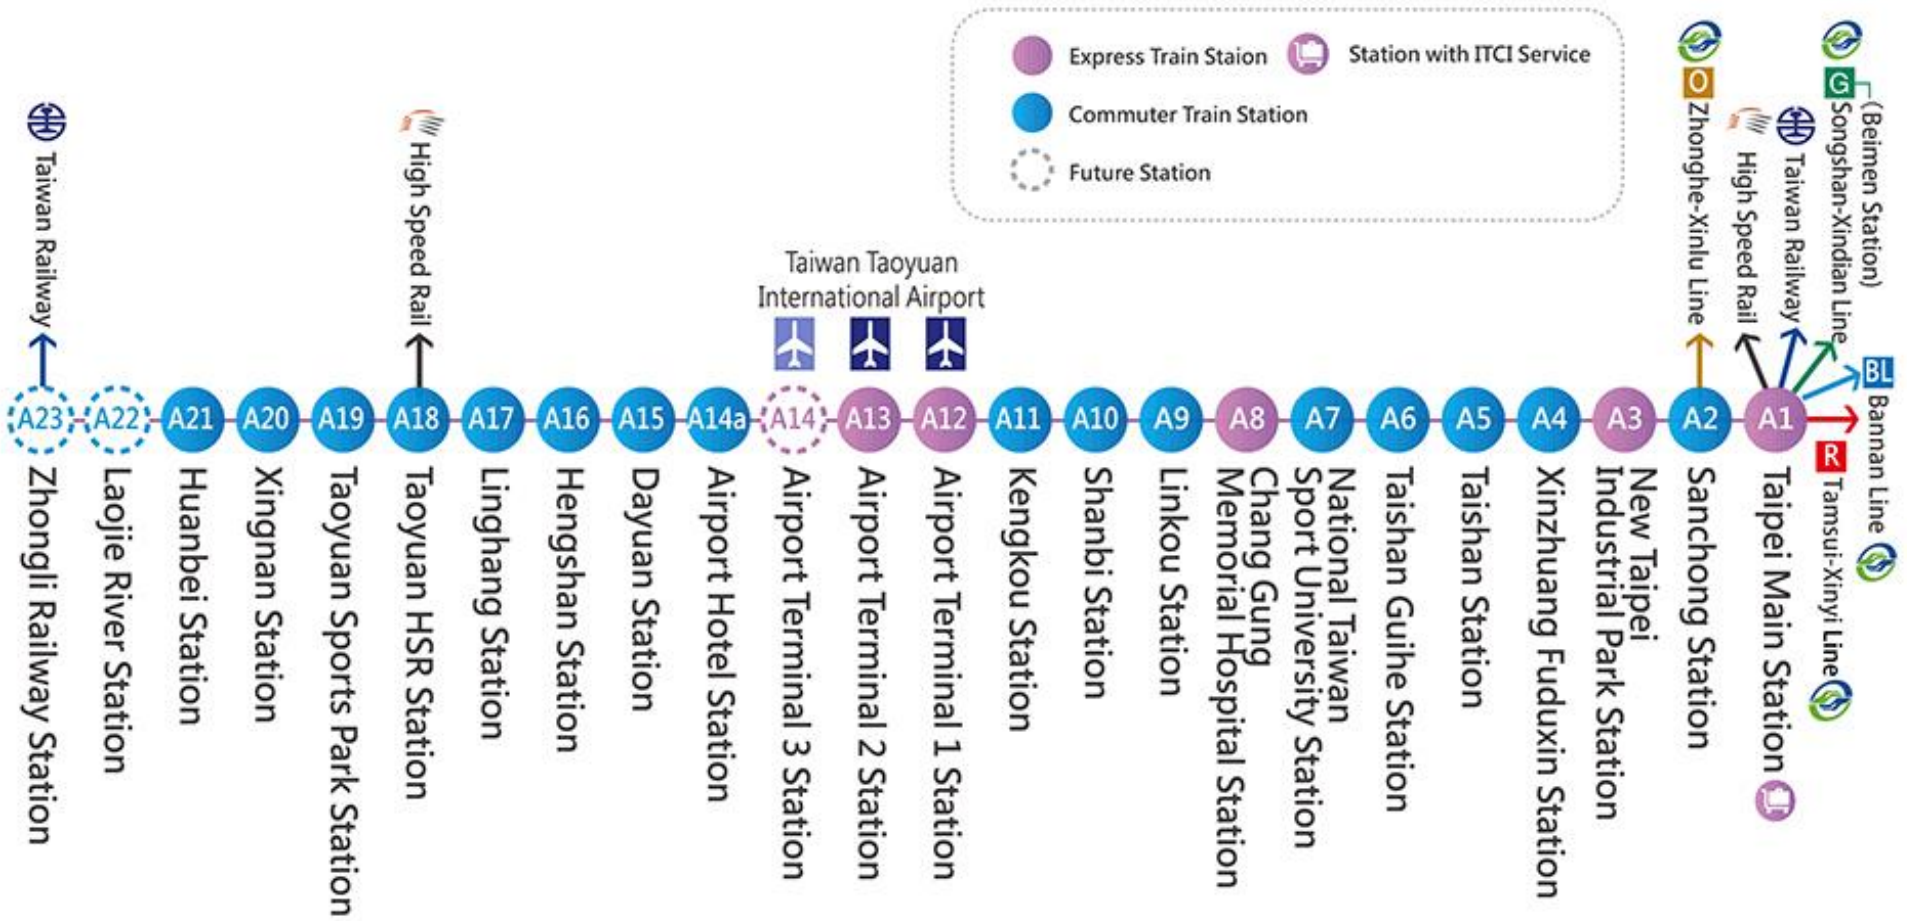 Express Train Staion
Station with ITCI Service
Commuter Train Station
Future Station
Taiwan Railway
High Speed Rail
Taiwan Taoyuan
International Airport
O
Zhonghe-Xinlu Line
High Speed Rail
Taiwan Railway
G
Songshan-Xindian Line
(Beimen Station)
BL
Bannan Line
R
Tamsui-Xinyi Line
A23
A22
A21
A20
A19
A18
A17
A16
A15
A14a
A14
A13
A12
A11
A10
A9
A8
A7
A6
A5
A4
A3
A2
A1
Zhongli Railway Station
Laojie River Station
Huanbei Station
Xingnan Station
Taoyuan Sports Park Station
Taoyuan HSR Station
Linghang Station
Hengshan Station
Dayuan Station
Airport Hotel Station
Airport Terminal 3 Station
Airport Terminal 2 Station
Airport Terminal 1 Station
Kengkou Station
Shanbi Station
Linkou Station
Chang Gung
Memorial Hospital Station
National Taiwan
Sport University Station
Taishan Guihe Station
Taishan Station
Xinzhuang Fuduxin Station
New Taipei
Industrial Park Station
Sanchong Station
Taipei Main Station